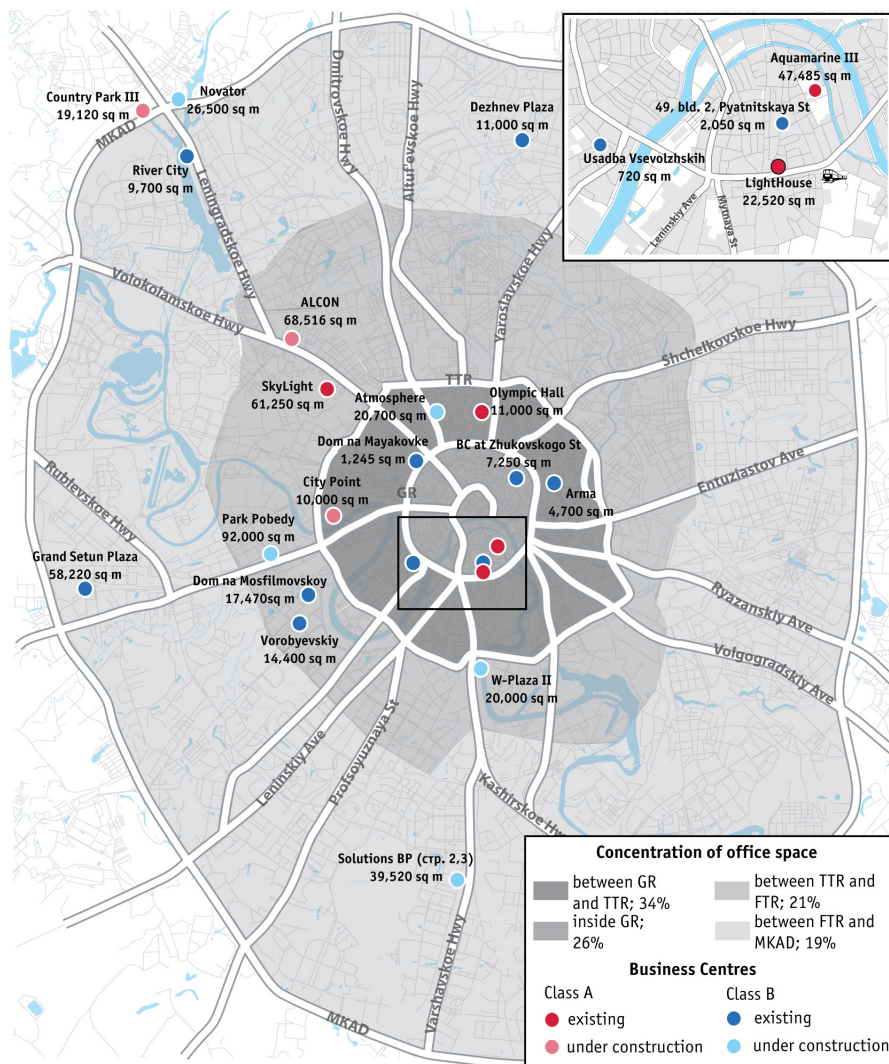 Country Park III
19,120 sq m
Novator
26,500 sq m
MKAD
River City
9,700 sq m
Leningradskoe Hwy
Dmitrovskoe Hwy
Altuf'evskoe Hwy
Dezhnev Plaza
11,000 sq m
Yaroslavskoe Hwy
Aquamarine III
47,485 sq m
49, bld. 2, Pyatnitskaya St
2,050 sq m
Usadba Vsevolzhskih
720 sq m
LightHouse
22,520 sq m
Leninskiy Ave
Mymaya St
Volokolamskoe Hwy
ALCON
68,516 sq m
Shchelkovskoe Hwy
TTR
SkyLight
61,250 sq m
Atmosphere
20,700 sq m
Olympic Hall
11,000 sq m
Dom na Mayakovke
1,245 sq m
BC at Zhukovskogo St
7,250 sq m
Entuziastov Ave
Rublevskoe Hwy
City Point
10,000 sq m
GR
Arma
4,700 sq m
Park Pobedy
92,000 sq m
Grand Setun Plaza
58,220 sq m
Dom na Mosfilmovskoy
17,470sq m
Vorobyevskiy
14,400 sq m
Ryazanskiy Ave
Volgogradskiy Ave
W-Plaza II
20,000 sq m
Leninskiy Ave
Profsoyuznaya St
Kashirskoe Hwy
Solutions BP (стр. 2,3)
39,520 sq m
Varshavskoe Hwy
MKAD
Concentration of office space
between GR
and TTR; 34%
between TTR and
FTR; 21%
inside GR;
26%
between FTR and
MKAD; 19%
Business Centres
Class A
Class B
existing
existing
under construction
under construction